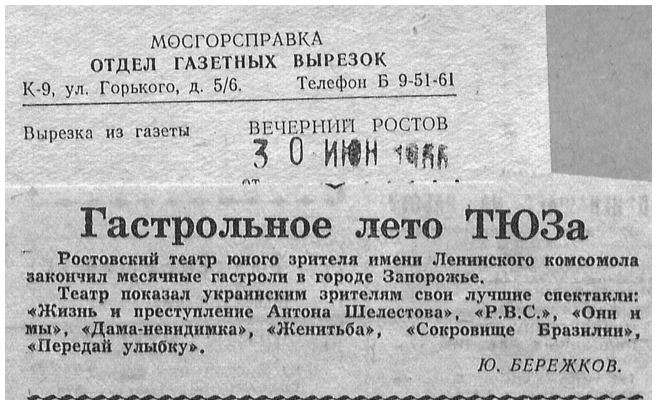 МОСГОРСПРАВКА
ОТДЕЛ ГАЗЕТНЫХ ВЫРЕЗОК
К-9, ул. Горького, д. 5/6. Телефон Б 9-51-61
Вырезка из газеты ВЕЧЕРНИЙ РОСТОВ
30 ИЮН 1966
от
Гастрольное лето ТЮЗа
Ростовский театр юного зрителя имени Ленинского комсомола
закончил месячные гастроли в городе Запорожье.
Театр показал украинским зрителям свои лучшие спектакли:
«Жизнь и преступление Антона Шелестова», «Р.В.С.», «Они и
мы», «Дама-невидимка», «Женитьба», «Сокровище Бразилии»,
«Передай улыбку».
Ю. БЕРЕЖКОВ.